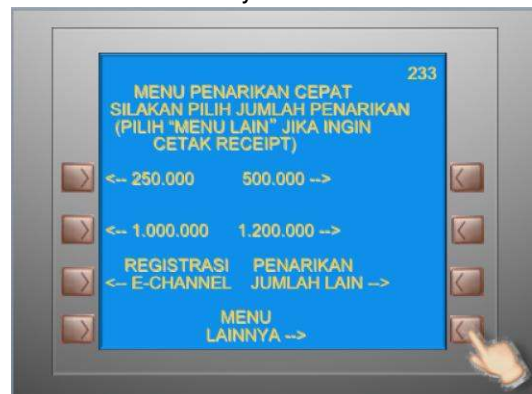 233
MENU PENARIKAN CEPAT
SILAKAN PILIH JUMLAH PENARIKAN
(PILIH "MENU LAIN" JIKA INGIN
CETAK RECEIPT)
<-- 250.000 500.000 -->
<-- 1.000.000 1.200.000 -->
REGISTRASI PENARIKAN
<-- E-CHANNEL JUMLAH LAIN -->
MENU
LAINNYA -->